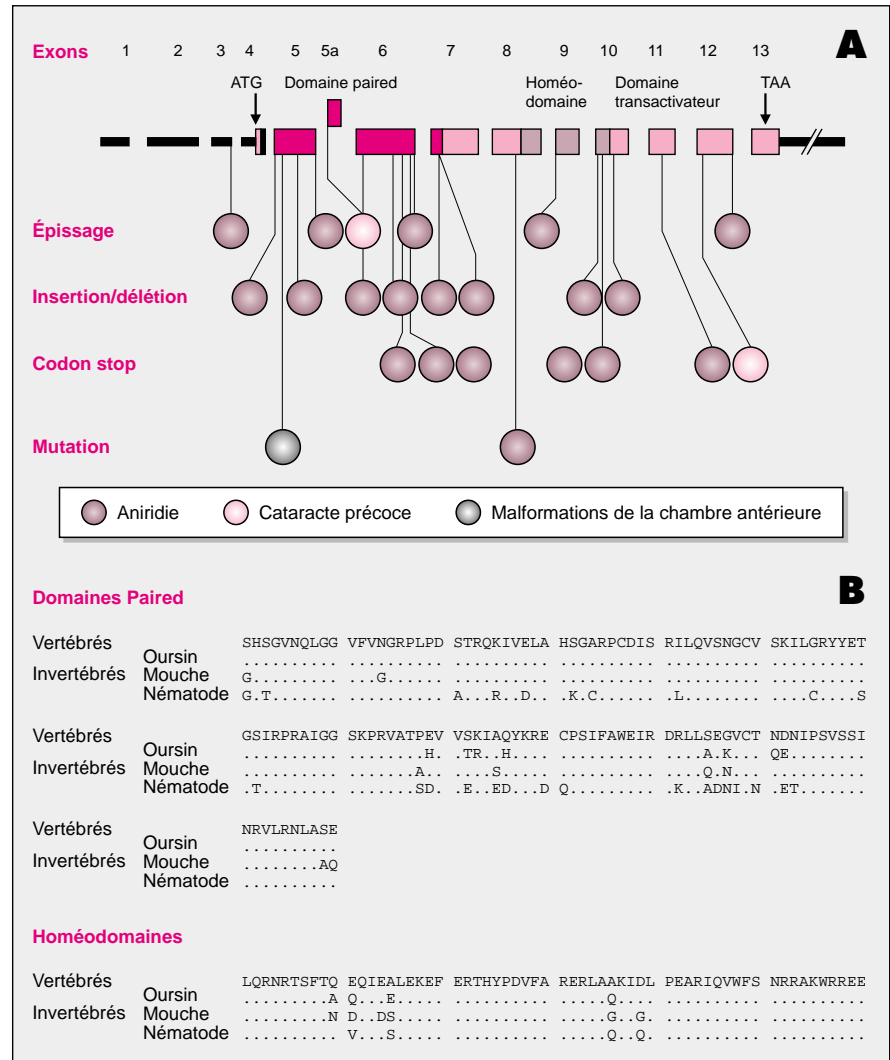 A
Exons 1 2 3 4 5 5a 6 7 8 9 10 11 12 13
ATG Domaine paired Homéo- Domaine TAA
domaine transactivateur
Épissage
Insertion/délétion
Codon stop
Mutation
Aniridie Cataracte précoce Malformations de la chambre antérieure
B
Domaines Paired
Vertébrés SHSGVNQLGG VFVNGRPLPD STRQKIVELA HSGARPCDIS RILQVSNGCV SKILGRYYET
Oursin .......... .......... .......... .......... .......... ..........
Invertébrés Mouche G......... ...G...... .......... .......... .......... ..........
Nématode G.T....... .......... A...R..D.. .K.C...... .L........ ....C....S
Vertébrés GSIRPRAIGG SKPRVATPEV VSKIAQYKRE CPSIFAWEIR DRLLSEGVCT NDNIPSVSSI
Oursin .......... ........H. .TR..H.... .......... ....A.K... QE........
Invertébrés Mouche .......... .......A.. ....S..... .......... ....Q.N... ..........
Nématode .T........ .......SD. .E..ED...D Q......... .K..ADNI.N .ET.......
Vertébrés NRVLRNLASE
Oursin ..........
Invertébrés Mouche ........AQ
Nématode ..........
Homéodomaines
Vertébrés LQRNRTSFTQ EQIEALEKEF ERTHYPDVFA RERLAAKIDL PEARIQVWFS NRRAKWRREE
Oursin .........A Q...E..... .......... .....Q.... .......... ..........
Invertébrés Mouche .........N D..DS..... .......... .....G..G. .......... ..........
Nématode .......... V...S..... .......... .....Q..Q. .......... ..........